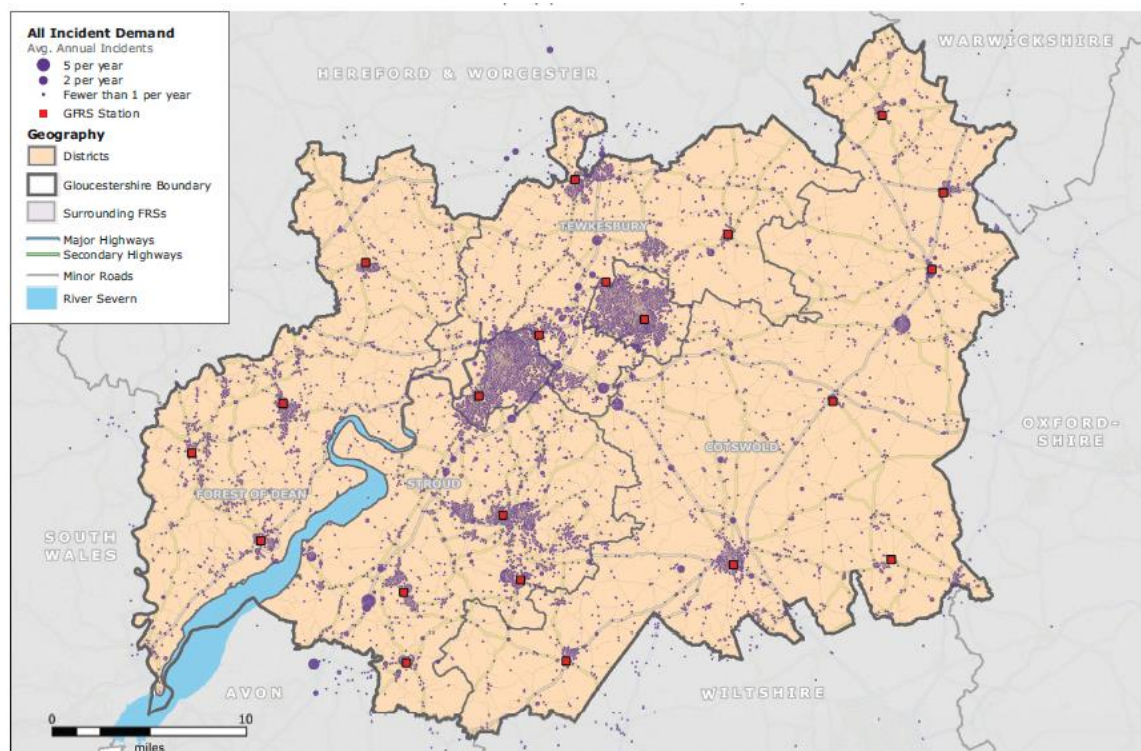 All Incident Demand
Avg. Annual Incidents
5 per year
2 per year
Fewer than 1 per year
GFRS Station
Geography
Districts
Gloucestershire Boundary
Surrounding FRSs
Major Highways
Secondary Highways
Minor Roads
River Severn
WARWICKSHIRE
HEREFORD & WORCESTER
TEWKESBURY
OXFORD-
SHIRE
COTSWOLD
STROUD
FOREST OF DEAN
SOUTH
WALES
AVON
WILTSHIRE
0 10
miles